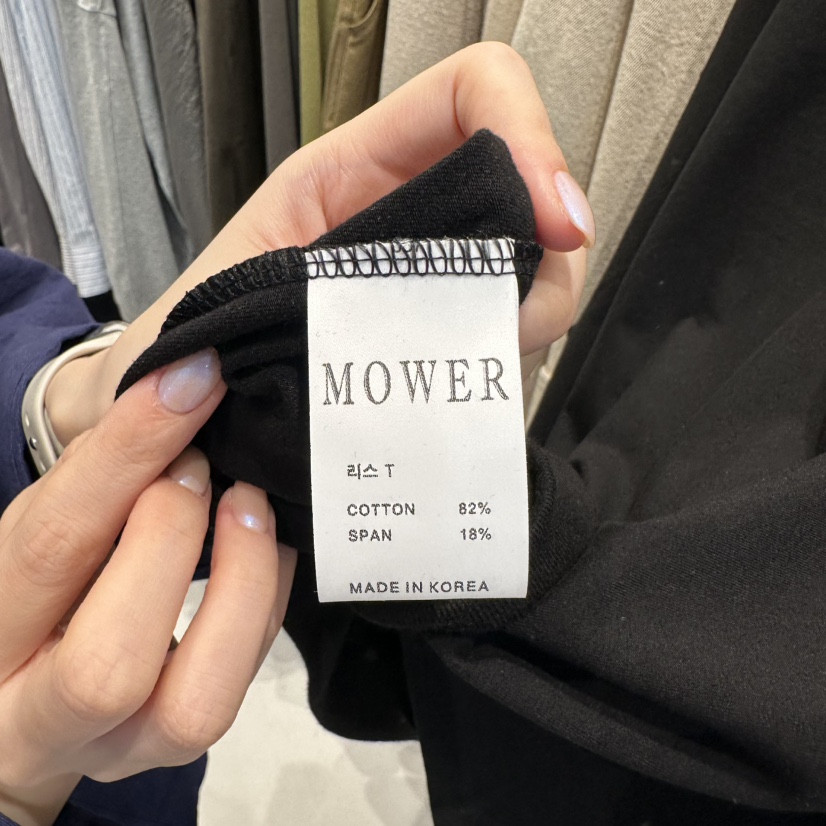 MOWER
리스 T
COTTON 82%
SPAN 18%
MADE IN KOREA